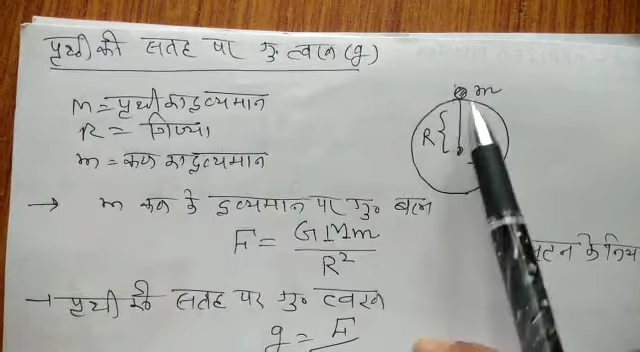 पृथ्वी की सतह पर गु० त्वरण (g)
M = पृथ्वी का द्रव्यमान
R = त्रिज्या
m = कण का द्रव्यमान
m
R
→ m कण के द्रव्यमान पर गु० बल
F = GMm / R²
→ पृथ्वी की सतह पर गु० त्वरण
g = F